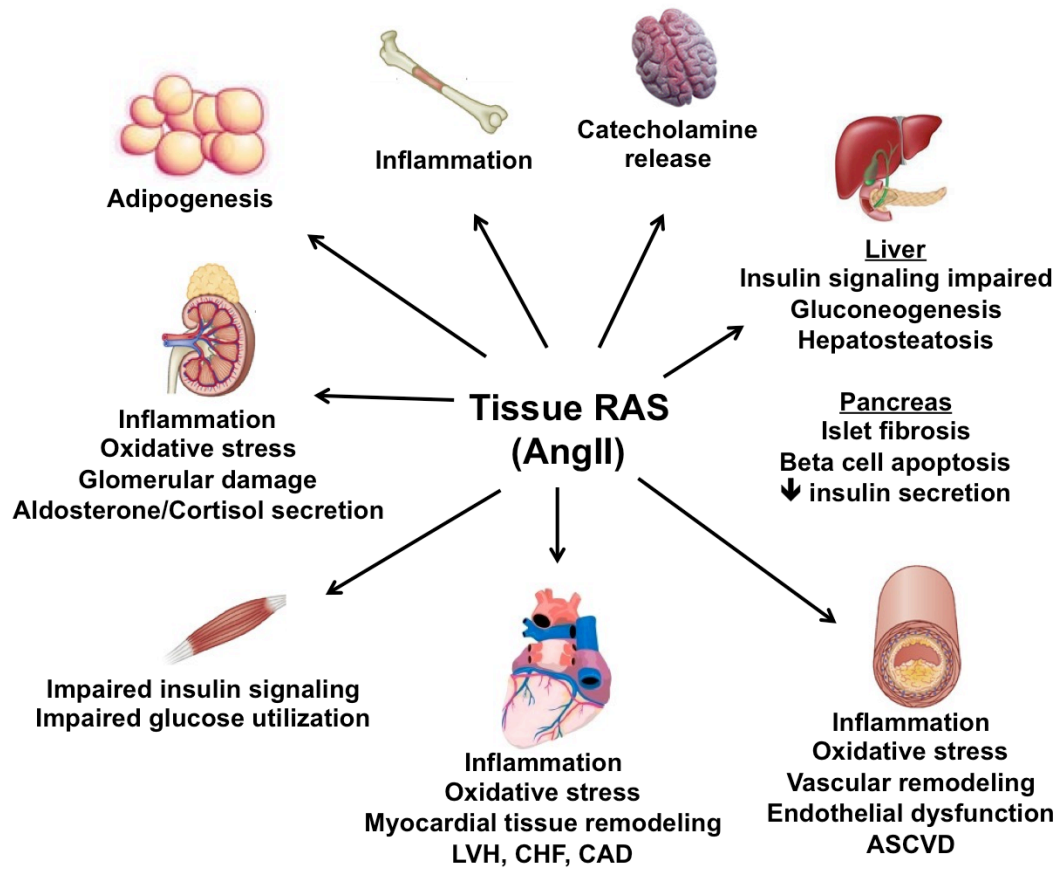 Adipogenesis
Inflammation
Catecholamine
release
Liver
Insulin signaling impaired
Gluconeogenesis
Hepatosteatosis
Pancreas
Islet fibrosis
Beta cell apoptosis
🡻 insulin secretion
Inflammation
Oxidative stress
Glomerular damage
Aldosterone/Cortisol secretion
Tissue RAS
(AngII)
Impaired insulin signaling
Impaired glucose utilization
Inflammation
Oxidative stress
Myocardial tissue remodeling
LVH, CHF, CAD
Inflammation
Oxidative stress
Vascular remodeling
Endothelial dysfunction
ASCVD